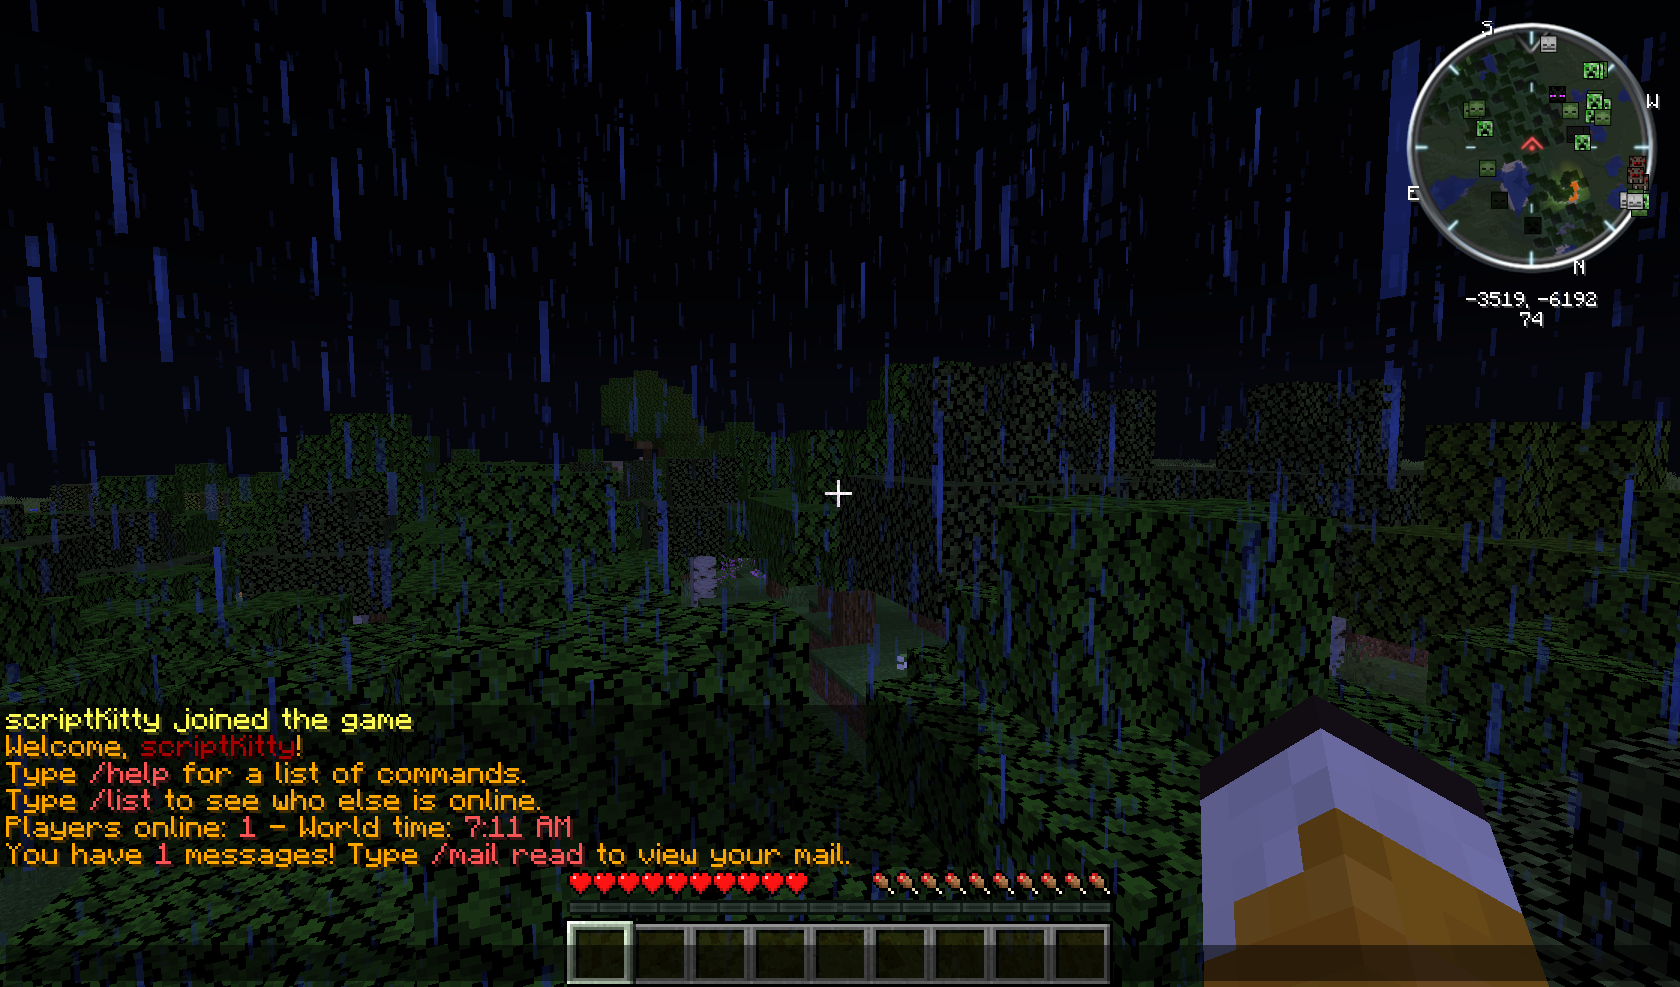 S
W
E
N
-3519, -6192
74
scriptKitty joined the game
Welcome, scriptKitty!
Type /help for a list of commands.
Type /list to see who else is online.
Players online: 1 - World time: 7:11 AM
You have 1 messages! Type /mail read to view your mail.